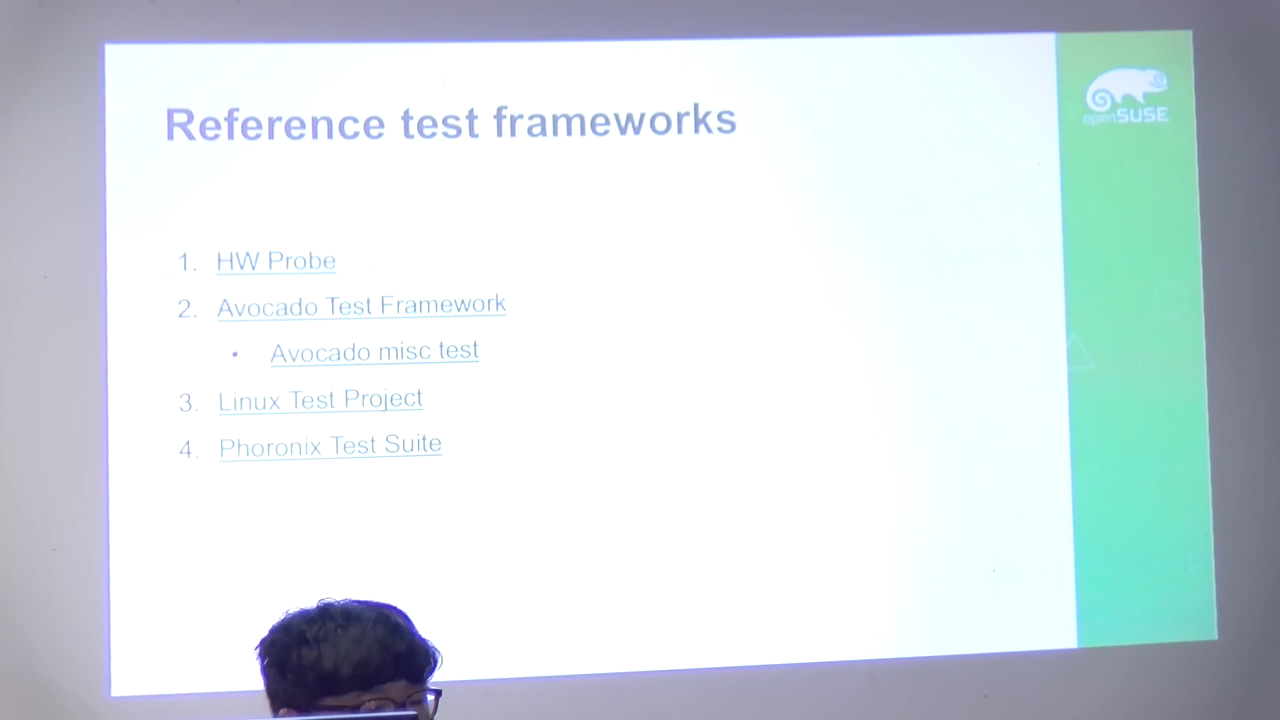 Reference test frameworks
openSUSE
1. HW Probe
2. Avocado Test Framework
• Avocado misc test
3. Linux Test Project
4. Phoronix Test Suite